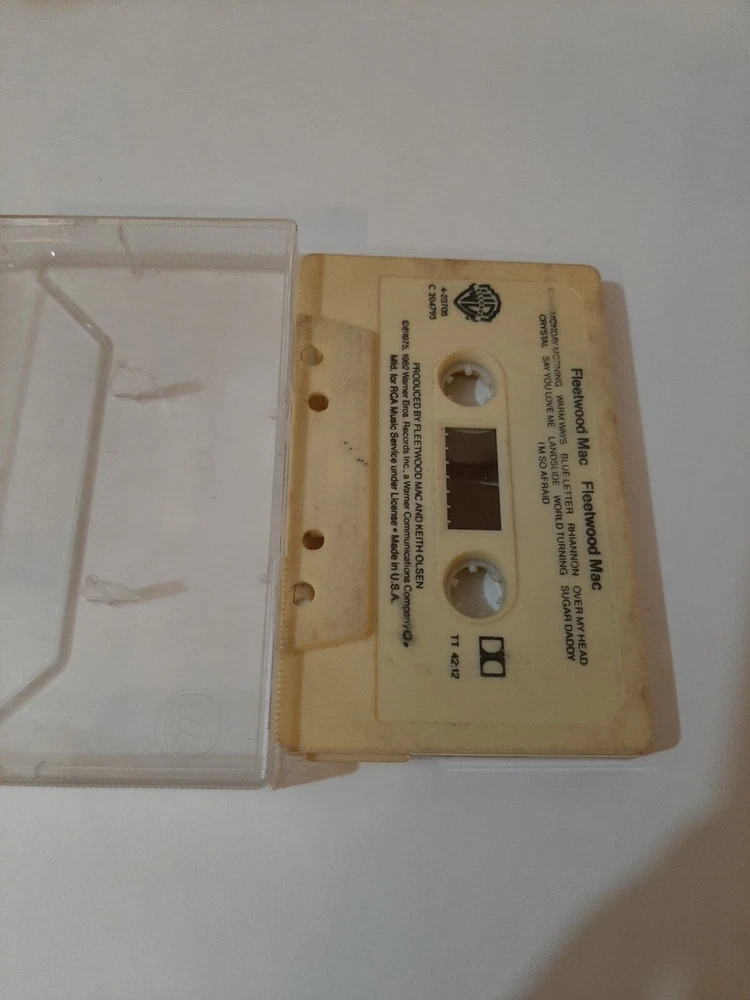 Fleetwood Mac Fleetwood Mac
MONDAY MORNING WARM WAYS BLUE LETTER RHIANNON OVER MY HEAD
CRYSTAL SAY YOU LOVE ME LANDSLIDE WORLD TURNING SUGAR DADDY
I'M SO AFRAID
4-23705
C 204795
TT 42:12
PRODUCED BY FLEETWOOD MAC AND KEITH OLSEN
©℗1975, 1982 Warner Bros. Records Inc., a Warner Communications Company
Mfd. for RCA Music Service under License • Made in U.S.A.